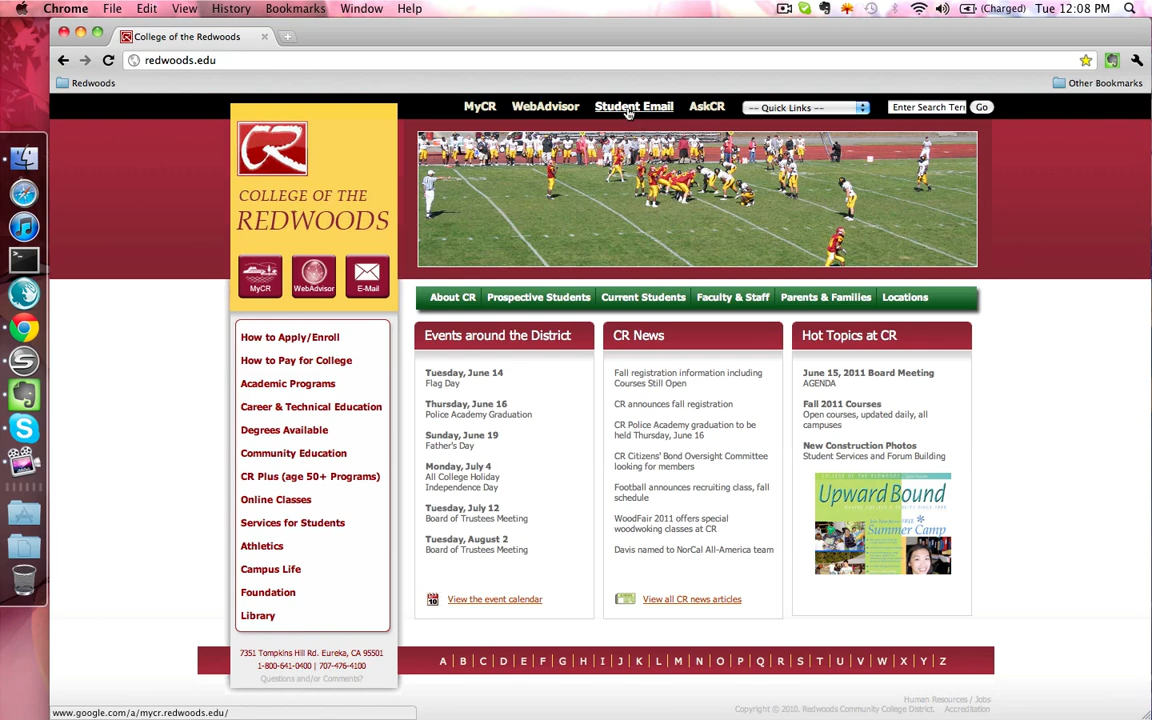 Chrome File Edit View History Bookmarks Window Help (Charged) Tue 12:08 PM
College of the Redwoods
redwoods.edu
Redwoods Other Bookmarks
MyCR WebAdvisor Student Email AskCR -- Quick Links -- Enter Search Teri Go
CR
COLLEGE OF THE
REDWOODS
MyCR WebAdvisor E-Mail
About CR Prospective Students Current Students Faculty & Staff Parents & Families Locations
How to Apply/Enroll
How to Pay for College
Academic Programs
Career & Technical Education
Degrees Available
Community Education
CR Plus (age 50+ Programs)
Online Classes
Services for Students
Athletics
Campus Life
Foundation
Library
7351 Tompkins Hill Rd. Eureka, CA 95501
1-800-641-0400 | 707-476-4100
Questions and/or Comments?
Events around the District
Tuesday, June 14
Flag Day
Thursday, June 16
Police Academy Graduation
Sunday, June 19
Father's Day
Monday, July 4
All College Holiday
Independence Day
Tuesday, July 12
Board of Trustees Meeting
Tuesday, August 2
Board of Trustees Meeting
10 View the event calendar
CR News
Fall registration information including
Courses Still Open
CR announces fall registration
CR Police Academy graduation to be
held Thursday, June 16
CR Citizens' Bond Oversight Committee
looking for members
Football announces recruiting class, fall
schedule
WoodFair 2011 offers special
woodwoking classes at CR
Davis named to NorCal All-America team
View all CR news articles
Hot Topics at CR
June 15, 2011 Board Meeting
AGENDA
Fall 2011 Courses
Open courses, updated daily, all
campuses
New Construction Photos
Student Services and Forum Building
Upward Bound
Summer Camp
A B C D E F G H I J K L M N O P Q R S T U V W X Y Z
Human Resources / Jobs
Copyright © 2010. Redwoods Community College District. Accreditation
www.google.com/a/mycr.redwoods.edu/